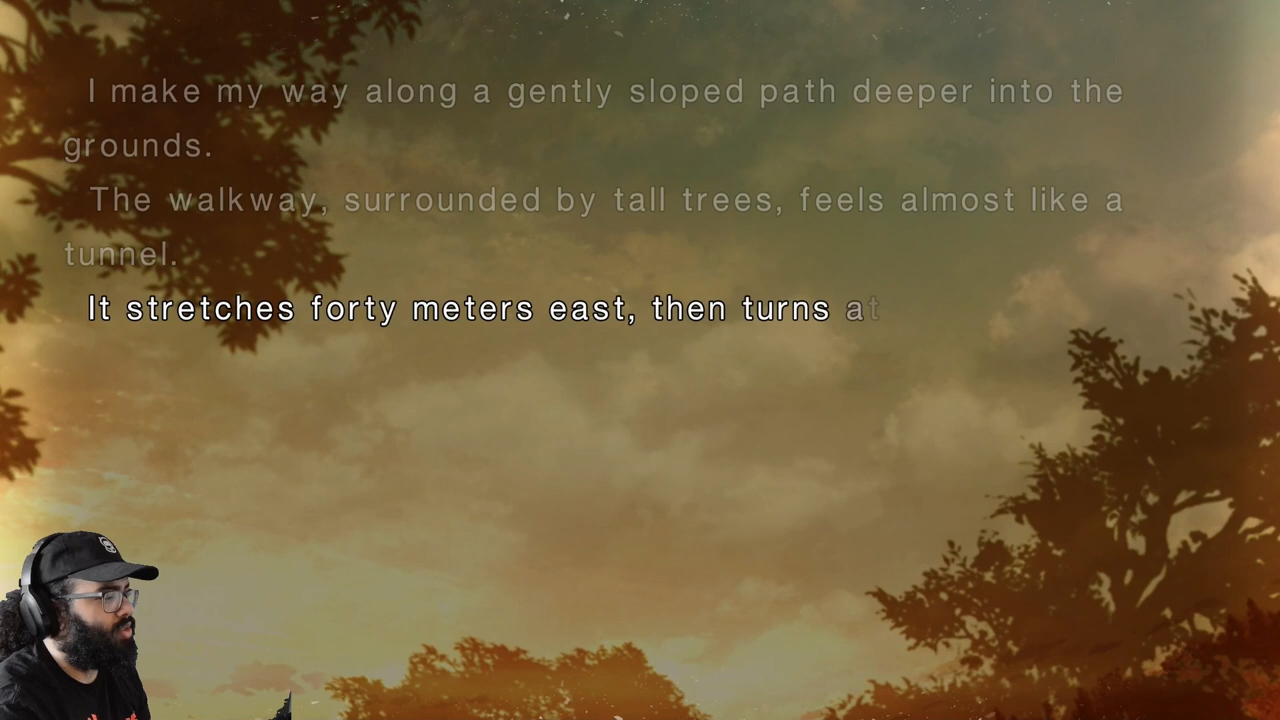 I make my way along a gently sloped path deeper into the
grounds.
The walkway, surrounded by tall trees, feels almost like a
tunnel.
It stretches forty meters east, then turns at